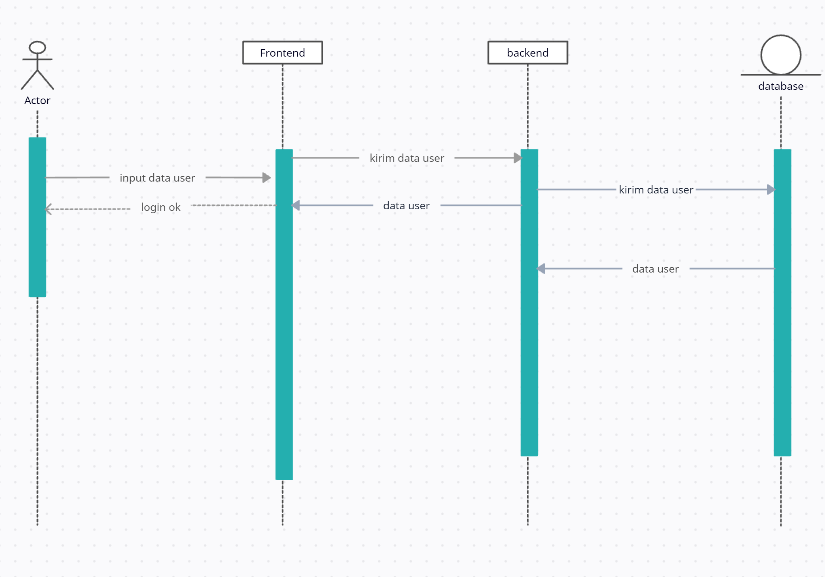 Frontend
backend
Actor
database
kirim data user
input data user
kirim data user
login ok
data user
data user